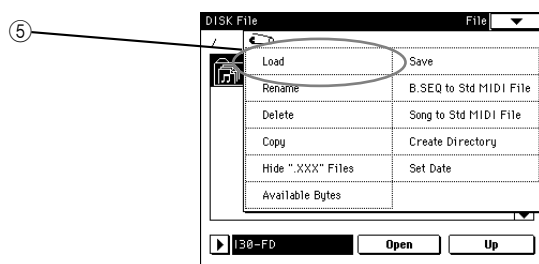 DISK File File
⑤
/
Load Save
Rename B.SEQ to Std MIDI File
Delete Song to Std MIDI File
Copy Create Directory
Hide ".XXX" Files Set Date
Available Bytes
I30-FD Open Up